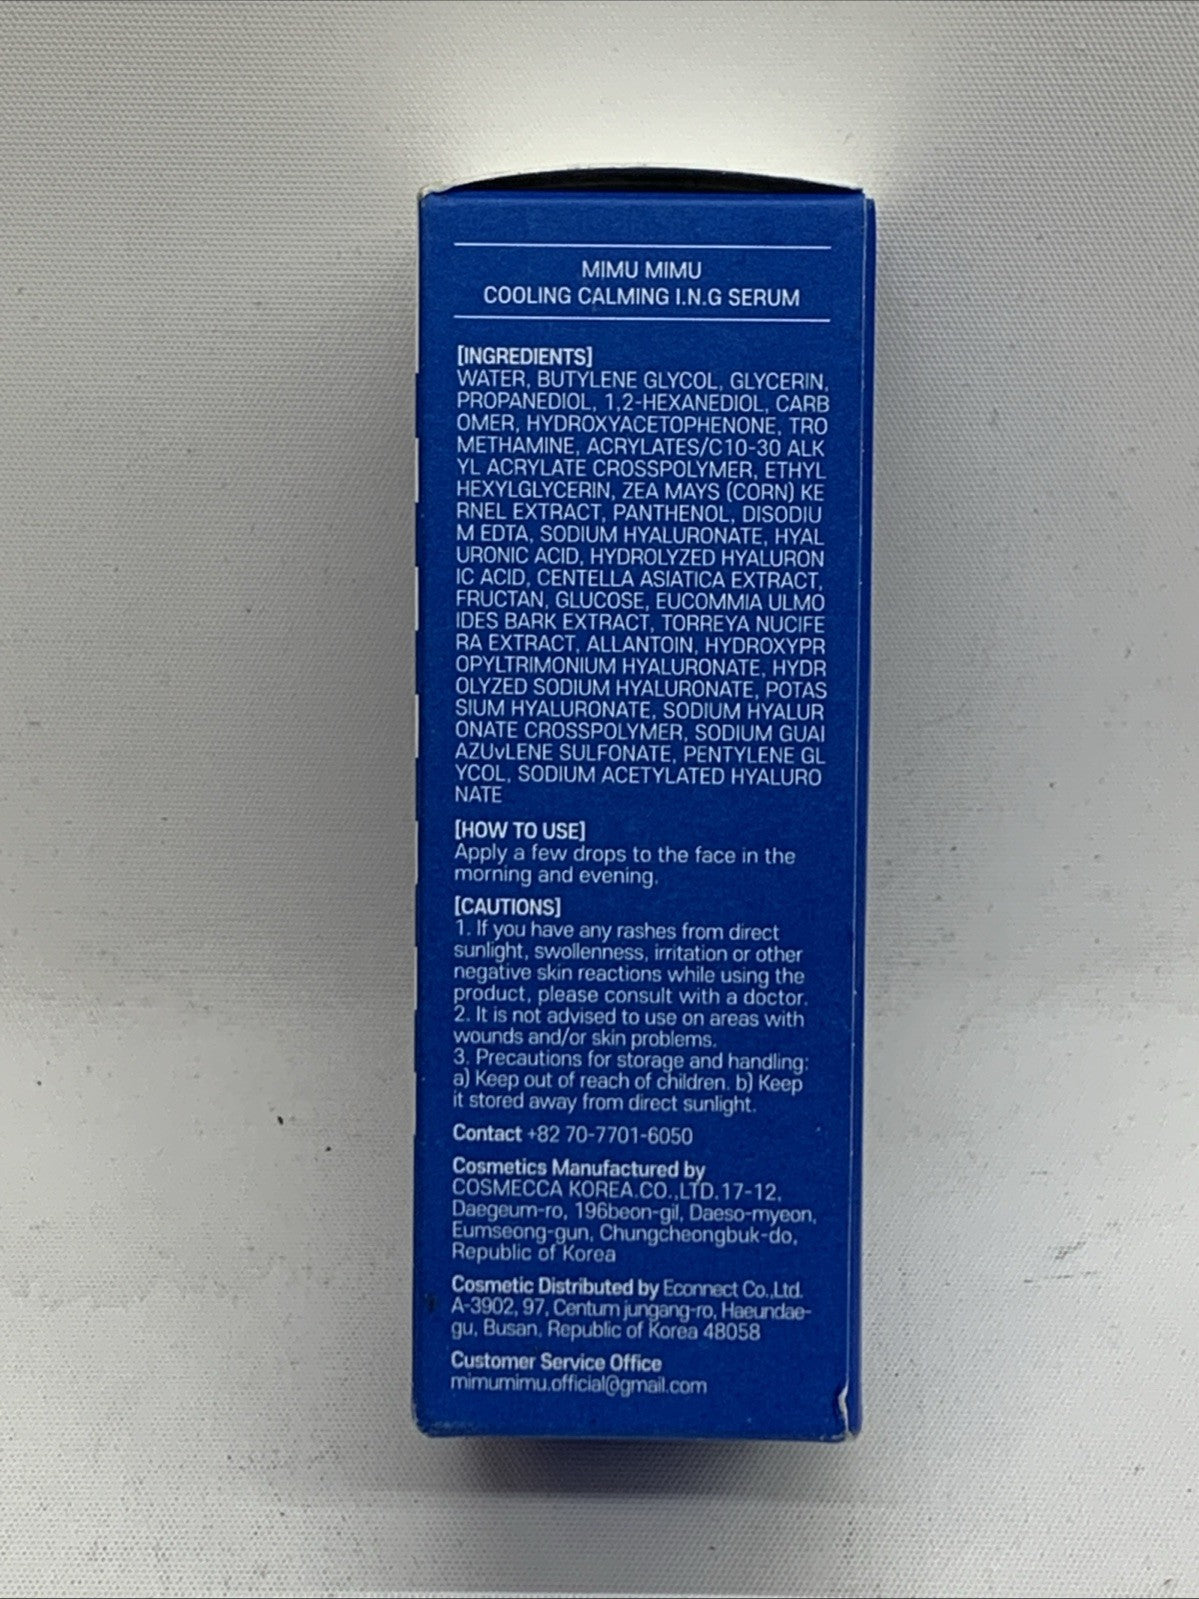 MIMU MIMU
COOLING CALMING I.N.G SERUM
[INGREDIENTS]
WATER, BUTYLENE GLYCOL, GLYCERIN,
PROPANEDIOL, 1,2-HEXANEDIOL, CARB
OMER, HYDROXYACETOPHENONE, TRO
METHAMINE, ACRYLATES/C10-30 ALK
YL ACRYLATE CROSSPOLYMER, ETHYL
HEXYLGLYCERIN, ZEA MAYS (CORN) KE
RNEL EXTRACT, PANTHENOL, DISODIU
M EDTA, SODIUM HYALURONATE, HYAL
URONIC ACID, HYDROLYZED HYALURON
IC ACID, CENTELLA ASIATICA EXTRACT,
FRUCTAN, GLUCOSE, EUCOMMIA ULMO
IDES BARK EXTRACT, TORREYA NUCIFE
RA EXTRACT, ALLANTOIN, HYDROXYPR
OPYLTRIMONIUM HYALURONATE, HYDR
OLYZED SODIUM HYALURONATE, POTAS
SIUM HYALURONATE, SODIUM HYALUR
ONATE CROSSPOLYMER, SODIUM GUAI
AZUvLENE SULFONATE, PENTYLENE GL
YCOL, SODIUM ACETYLATED HYALURO
NATE
[HOW TO USE]
Apply a few drops to the face in the
morning and evening.
[CAUTIONS]
1. If you have any rashes from direct
sunlight, swollenness, irritation or other
negative skin reactions while using the
product, please consult with a doctor.
2. It is not advised to use on areas with
wounds and/or skin problems.
3. Precautions for storage and handling:
a) Keep out of reach of children. b) Keep
it stored away from direct sunlight.
Contact +82 70-7701-6050
Cosmetics Manufactured by
COSMECCA KOREA.CO.,LTD.17-12,
Daegeum-ro, 196beon-gil, Daeso-myeon,
Eumseong-gun, Chungcheongbuk-do,
Republic of Korea
Cosmetic Distributed by Econnect Co.,Ltd.
A-3902, 97, Centum jungang-ro, Haeundae-
gu, Busan, Republic of Korea 48058
Customer Service Office
mimumimu.official@gmail.com